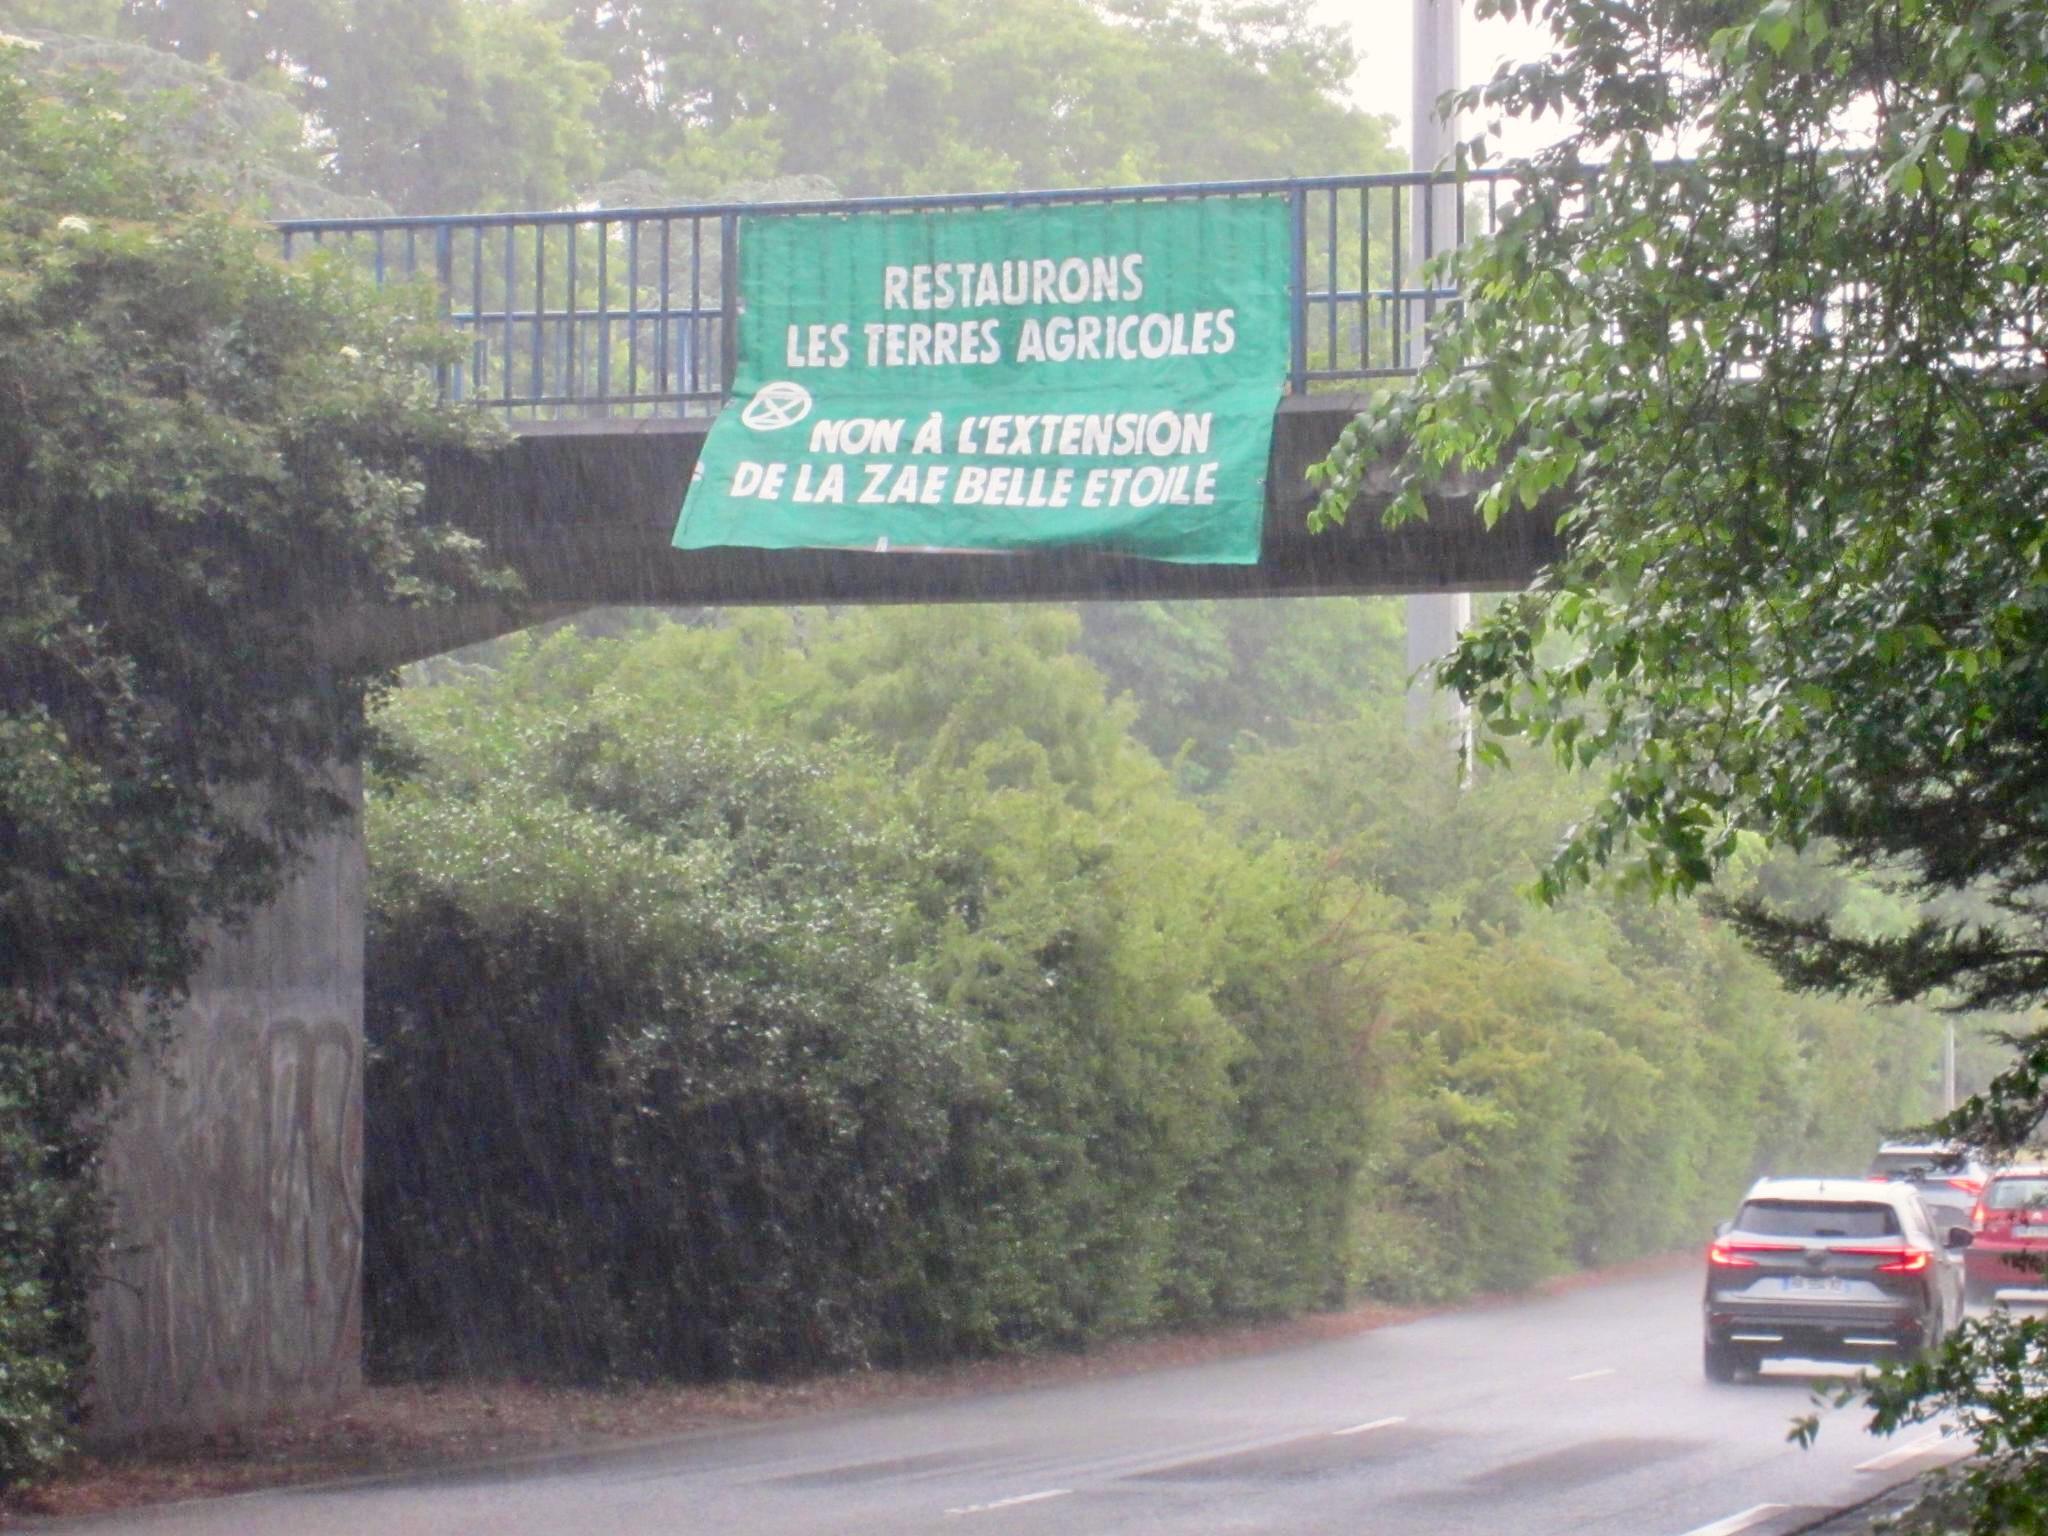 RESTAURONS
LES TERRES AGRICOLES
NON À L'EXTENSION
DE LA ZAE BELLE ETOILE